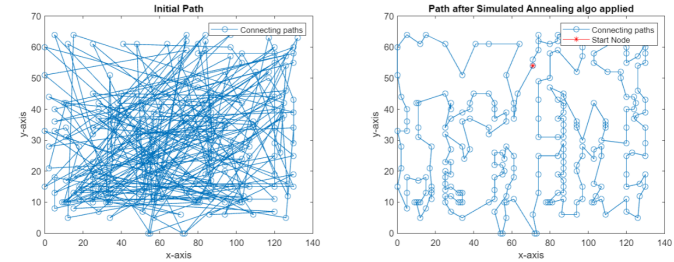 Initial Path
Connecting paths
70
60
50
40
30
20
10
0
0 20 40 60 80 100 120 140
x-axis
y-axis
Path after Simulated Annealing algo applied
Connecting paths
Start Node
70
60
50
40
30
20
10
0
0 20 40 60 80 100 120 140
x-axis
y-axis